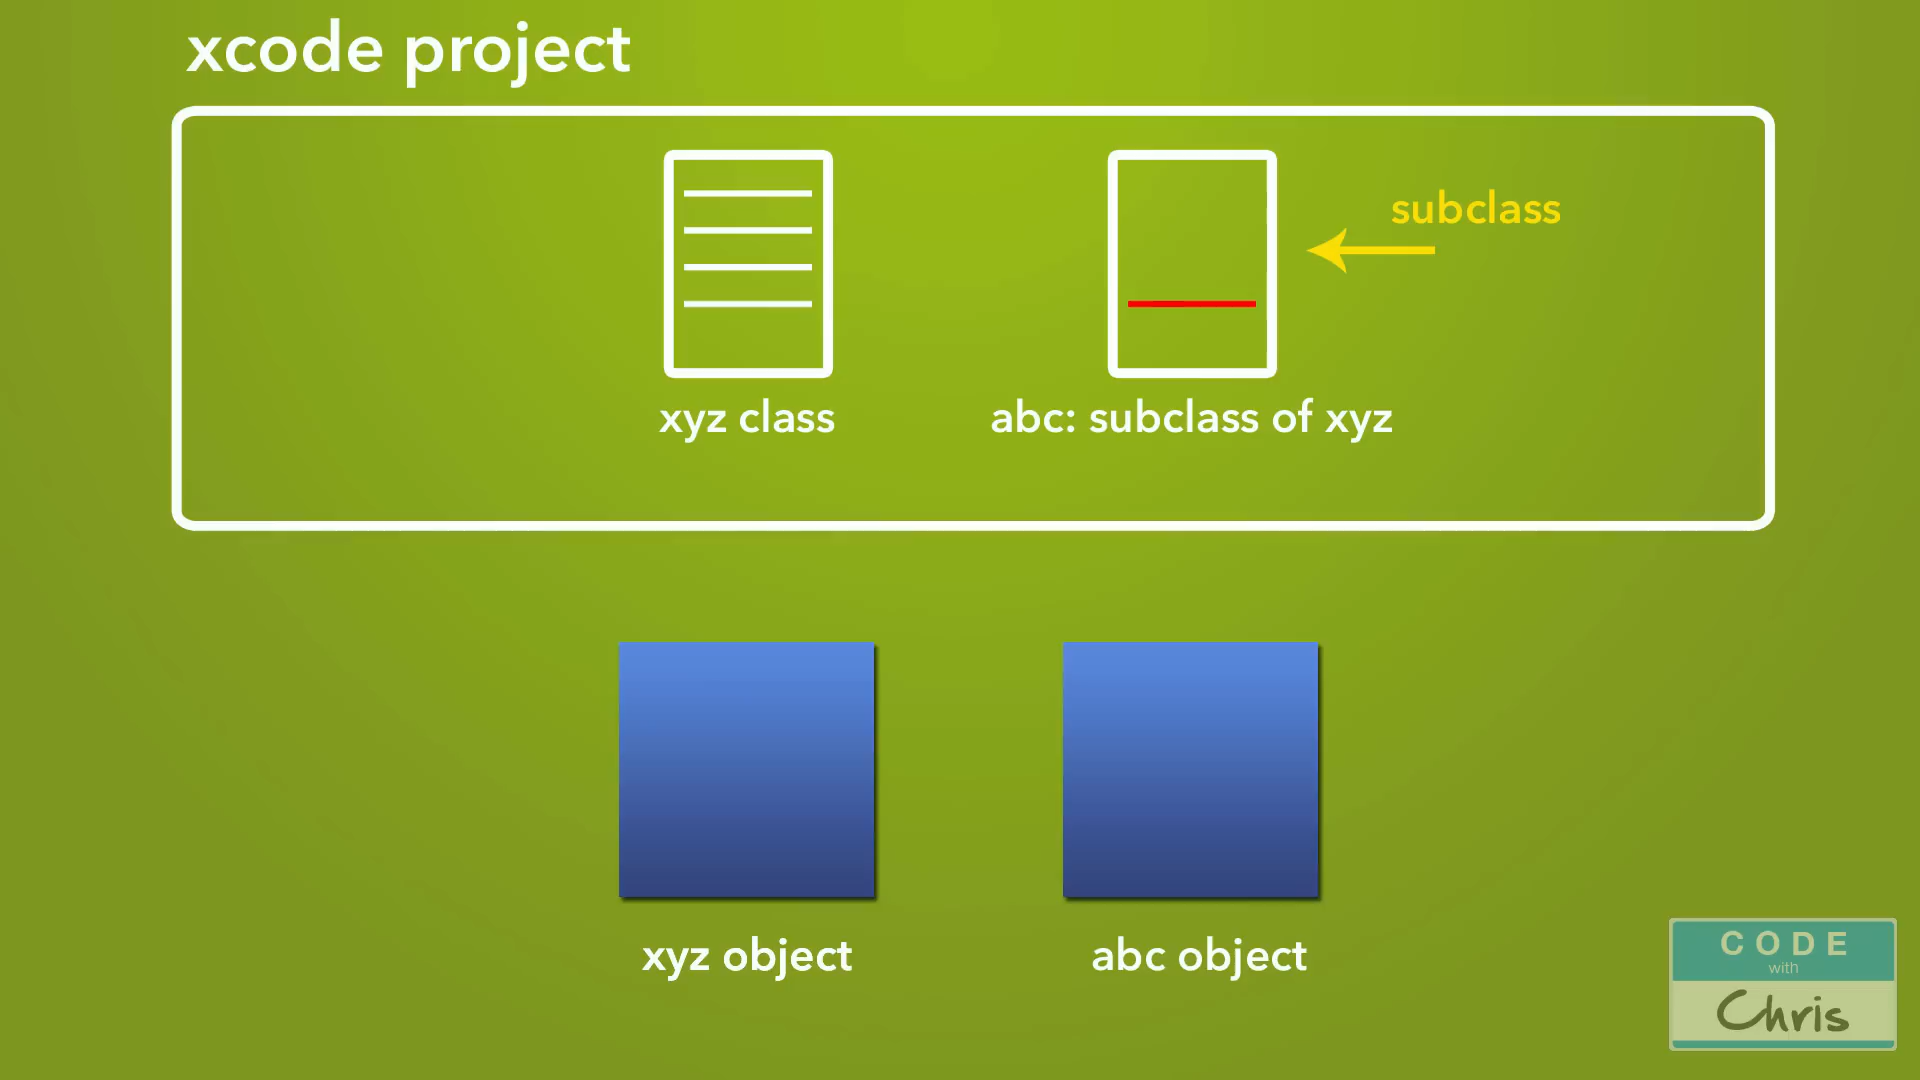 xcode project
subclass
xyz class
abc: subclass of xyz
xyz object
abc object
CODE
with
Chris